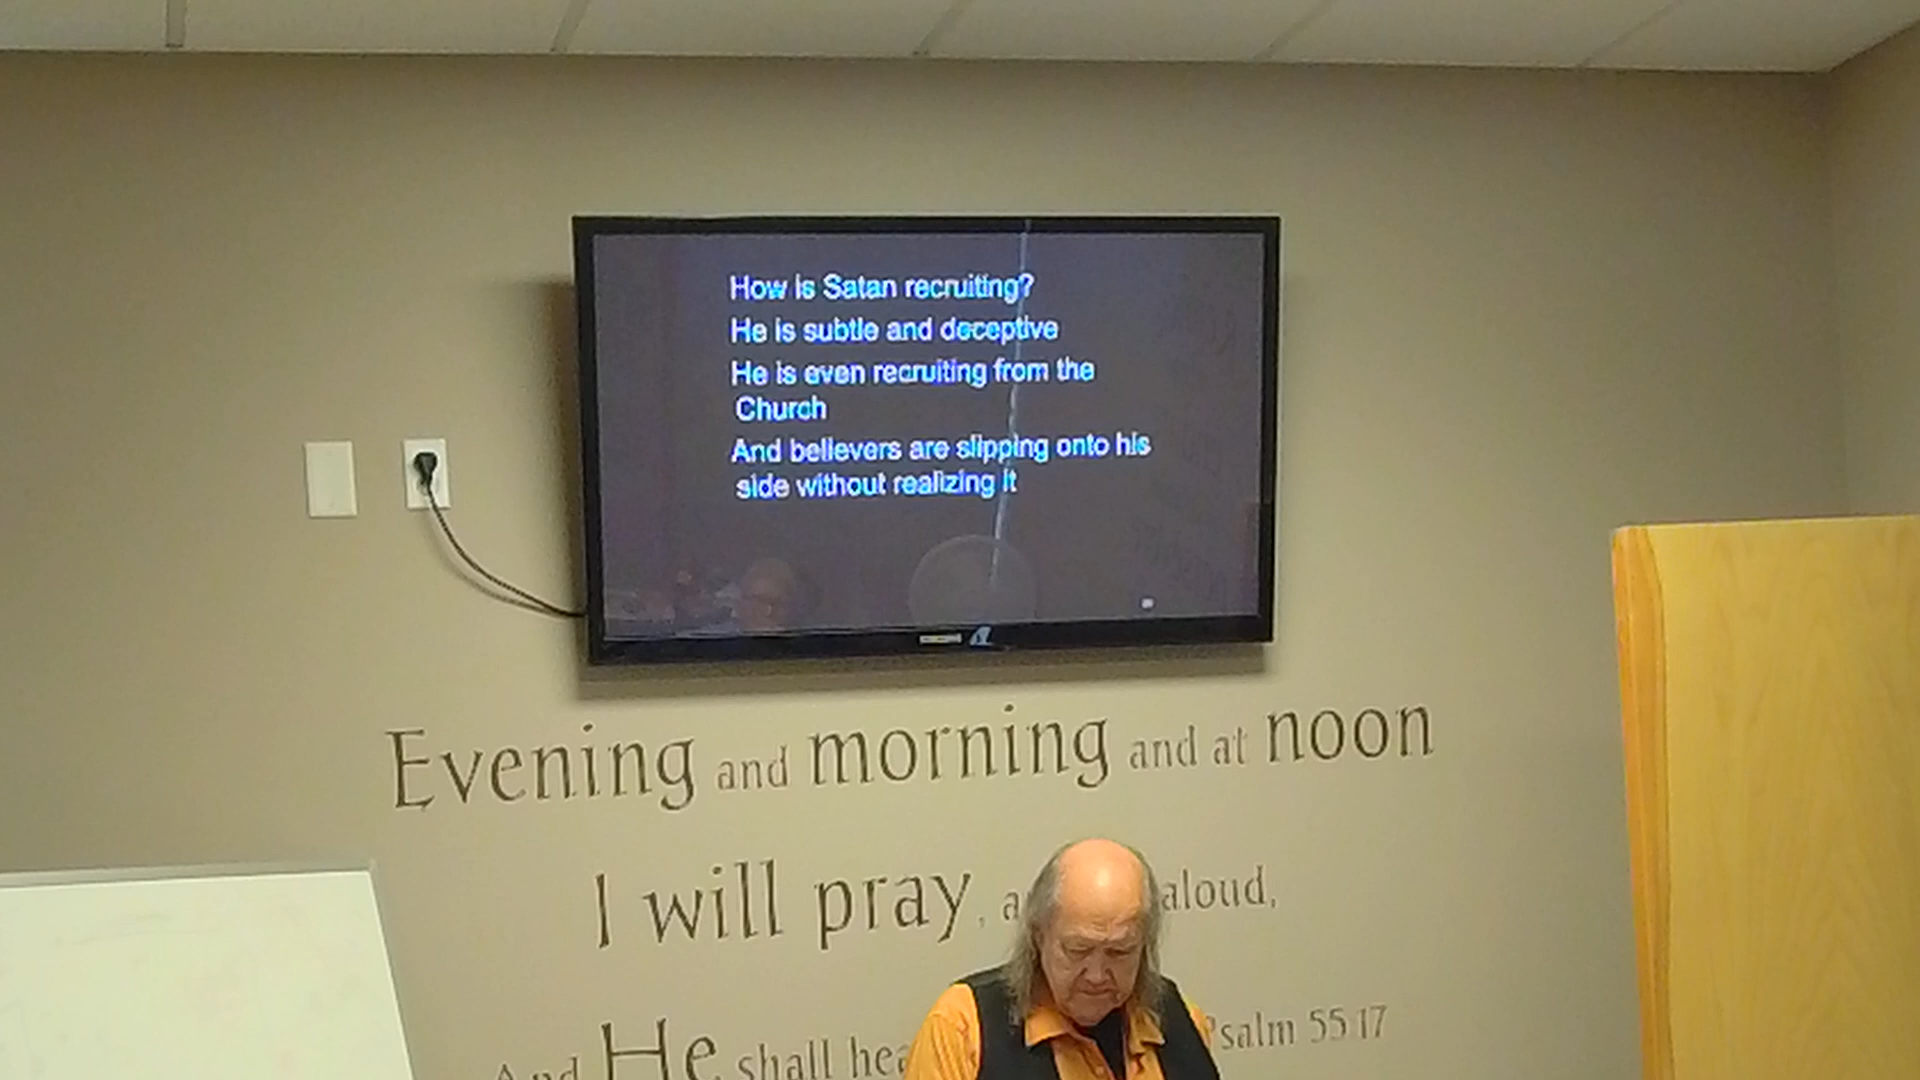 How is Satan recruiting?
He is subtle and deceptive
He is even recruiting from the
Church
And believers are slipping onto his
side without realizing it
Evening and morning and at noon
I will pray, aloud,
And He shall Psalm 55:17